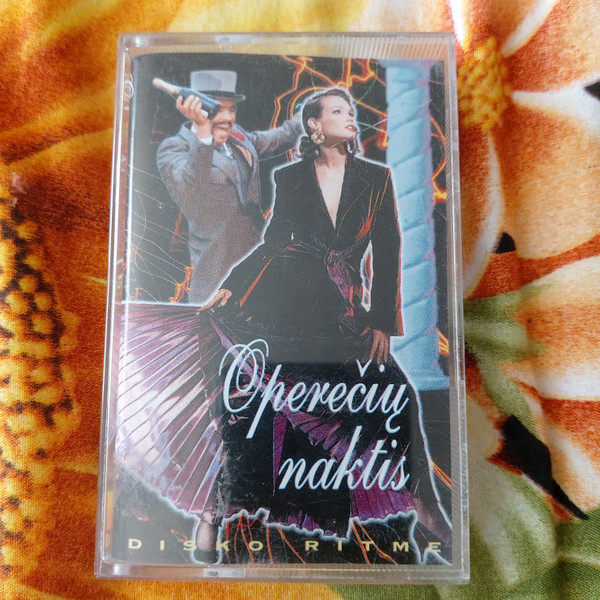 Operečių
naktis
DISKO RITME